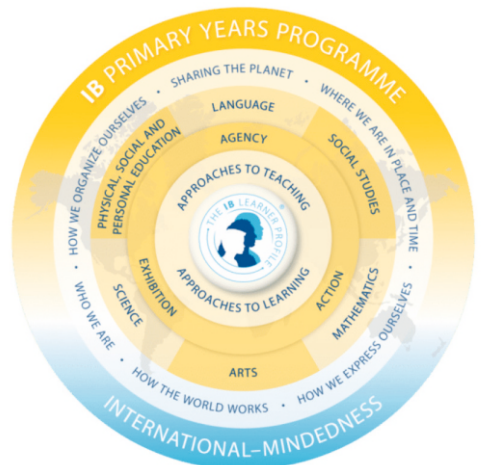 IB PRIMARY YEARS PROGRAMME
HOW WE ORGANIZE OURSELVES • SHARING THE PLANET • WHERE WE ARE IN PLACE AND TIME •
LANGUAGE
PHYSICAL, SOCIAL AND
PERSONAL EDUCATION
SOCIAL STUDIES
AGENCY
APPROACHES TO TEACHING
THE IB LEARNER PROFILE
®
APPROACHES TO LEARNING
EXHIBITION
ACTION
SCIENCE
MATHEMATICS
ARTS
• WHO WE ARE • HOW THE WORLD WORKS • HOW WE EXPRESS OURSELVES
INTERNATIONAL–MINDEDNESS